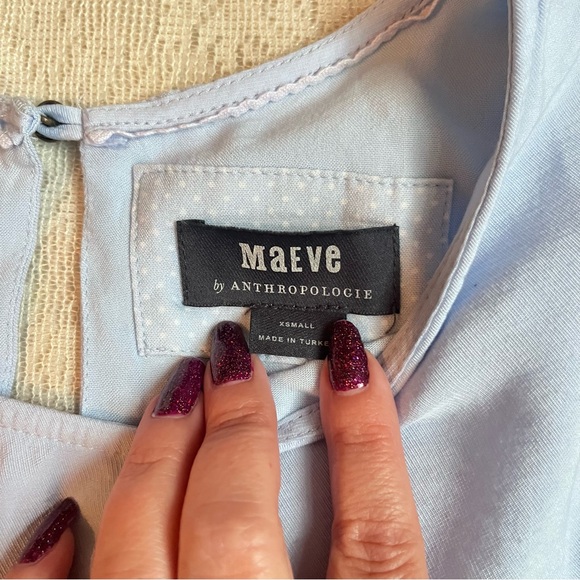 MAEVe
by ANTHROPOLOGIE
XSMALL
MADE IN TURKE